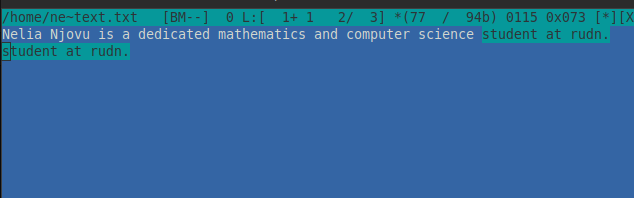 /home/ne~text.txt   [BM--]  0 L:[  1+ 1   2/  3] *(77  /  94b) 0115 0x073 [*][X
Nelia Njovu is a dedicated mathematics and computer science student at rudn.
student at rudn.